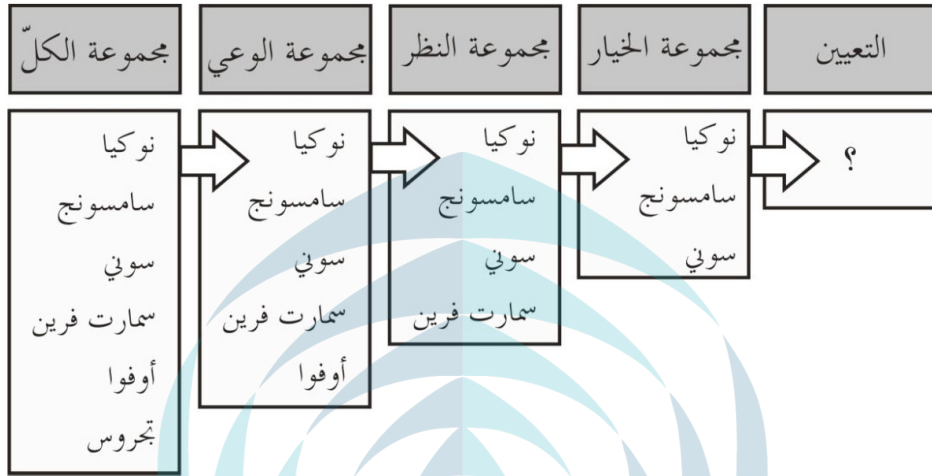 مجموعة الكلّ
مجموعة الوعي
مجموعة النظر
مجموعة الخيار
التعيين
نوكيا
سامسونج
سوني
سمارت فرين
أوفوا
تجروس
نوكيا
سامسونج
سوني
سمارت فرين
أوفوا
نوكيا
سامسونج
سوني
سمارت فرين
نوكيا
سامسونج
سوني
؟